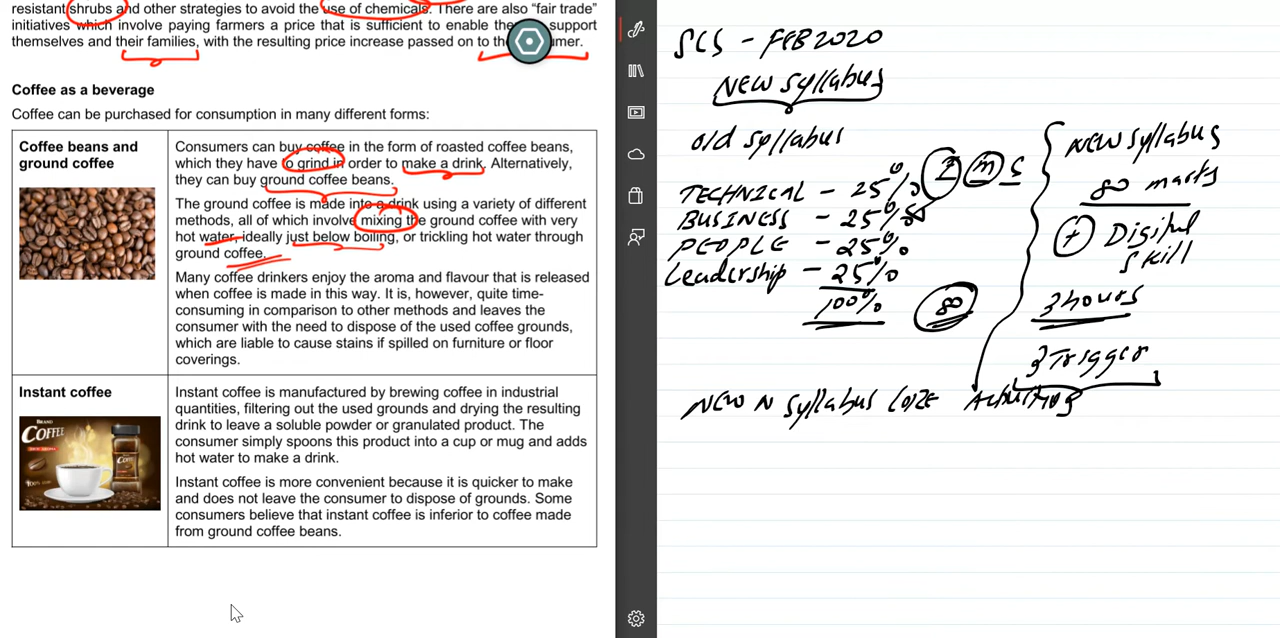 resistant shrubs and other strategies to avoid the use of chemicals. There are also “fair trade”
initiatives which involve paying farmers a price that is sufficient to enable the support
themselves and their families, with the resulting price increase passed on to th umer.
Coffee as a beverage
Coffee can be purchased for consumption in many different forms:
Coffee beans and
ground coffee
Consumers can buy coffee in the form of roasted coffee beans,
which they have to grind in order to make a drink. Alternatively,
they can buy ground coffee beans.
The ground coffee is made into a drink using a variety of different
methods, all of which involve mixing the ground coffee with very
hot water, ideally just below boiling, or trickling hot water through
ground coffee.
Many coffee drinkers enjoy the aroma and flavour that is released
when coffee is made in this way. It is, however, quite time-
consuming in comparison to other methods and leaves the
consumer with the need to dispose of the used coffee grounds,
which are liable to cause stains if spilled on furniture or floor
coverings.
Instant coffee
BRAND
COFFEE
Instant coffee is manufactured by brewing coffee in industrial
quantities, filtering out the used grounds and drying the resulting
drink to leave a soluble powder or granulated product. The
consumer simply spoons this product into a cup or mug and adds
hot water to make a drink.
Instant coffee is more convenient because it is quicker to make
and does not leave the consumer to dispose of grounds. Some
consumers believe that instant coffee is inferior to coffee made
from ground coffee beans.
SCS - FEB 2020
NEW syllabus
old syllabus
TECHNICAL - 25%
BUSINESS - 25%
PEOPLE - 25%
Leadership - 25%
100% 80
E m S
NEW syllabus
80 marks
+ Digital
skill
3 hours
3 Trigger
NEW N syllabus CORE Activities